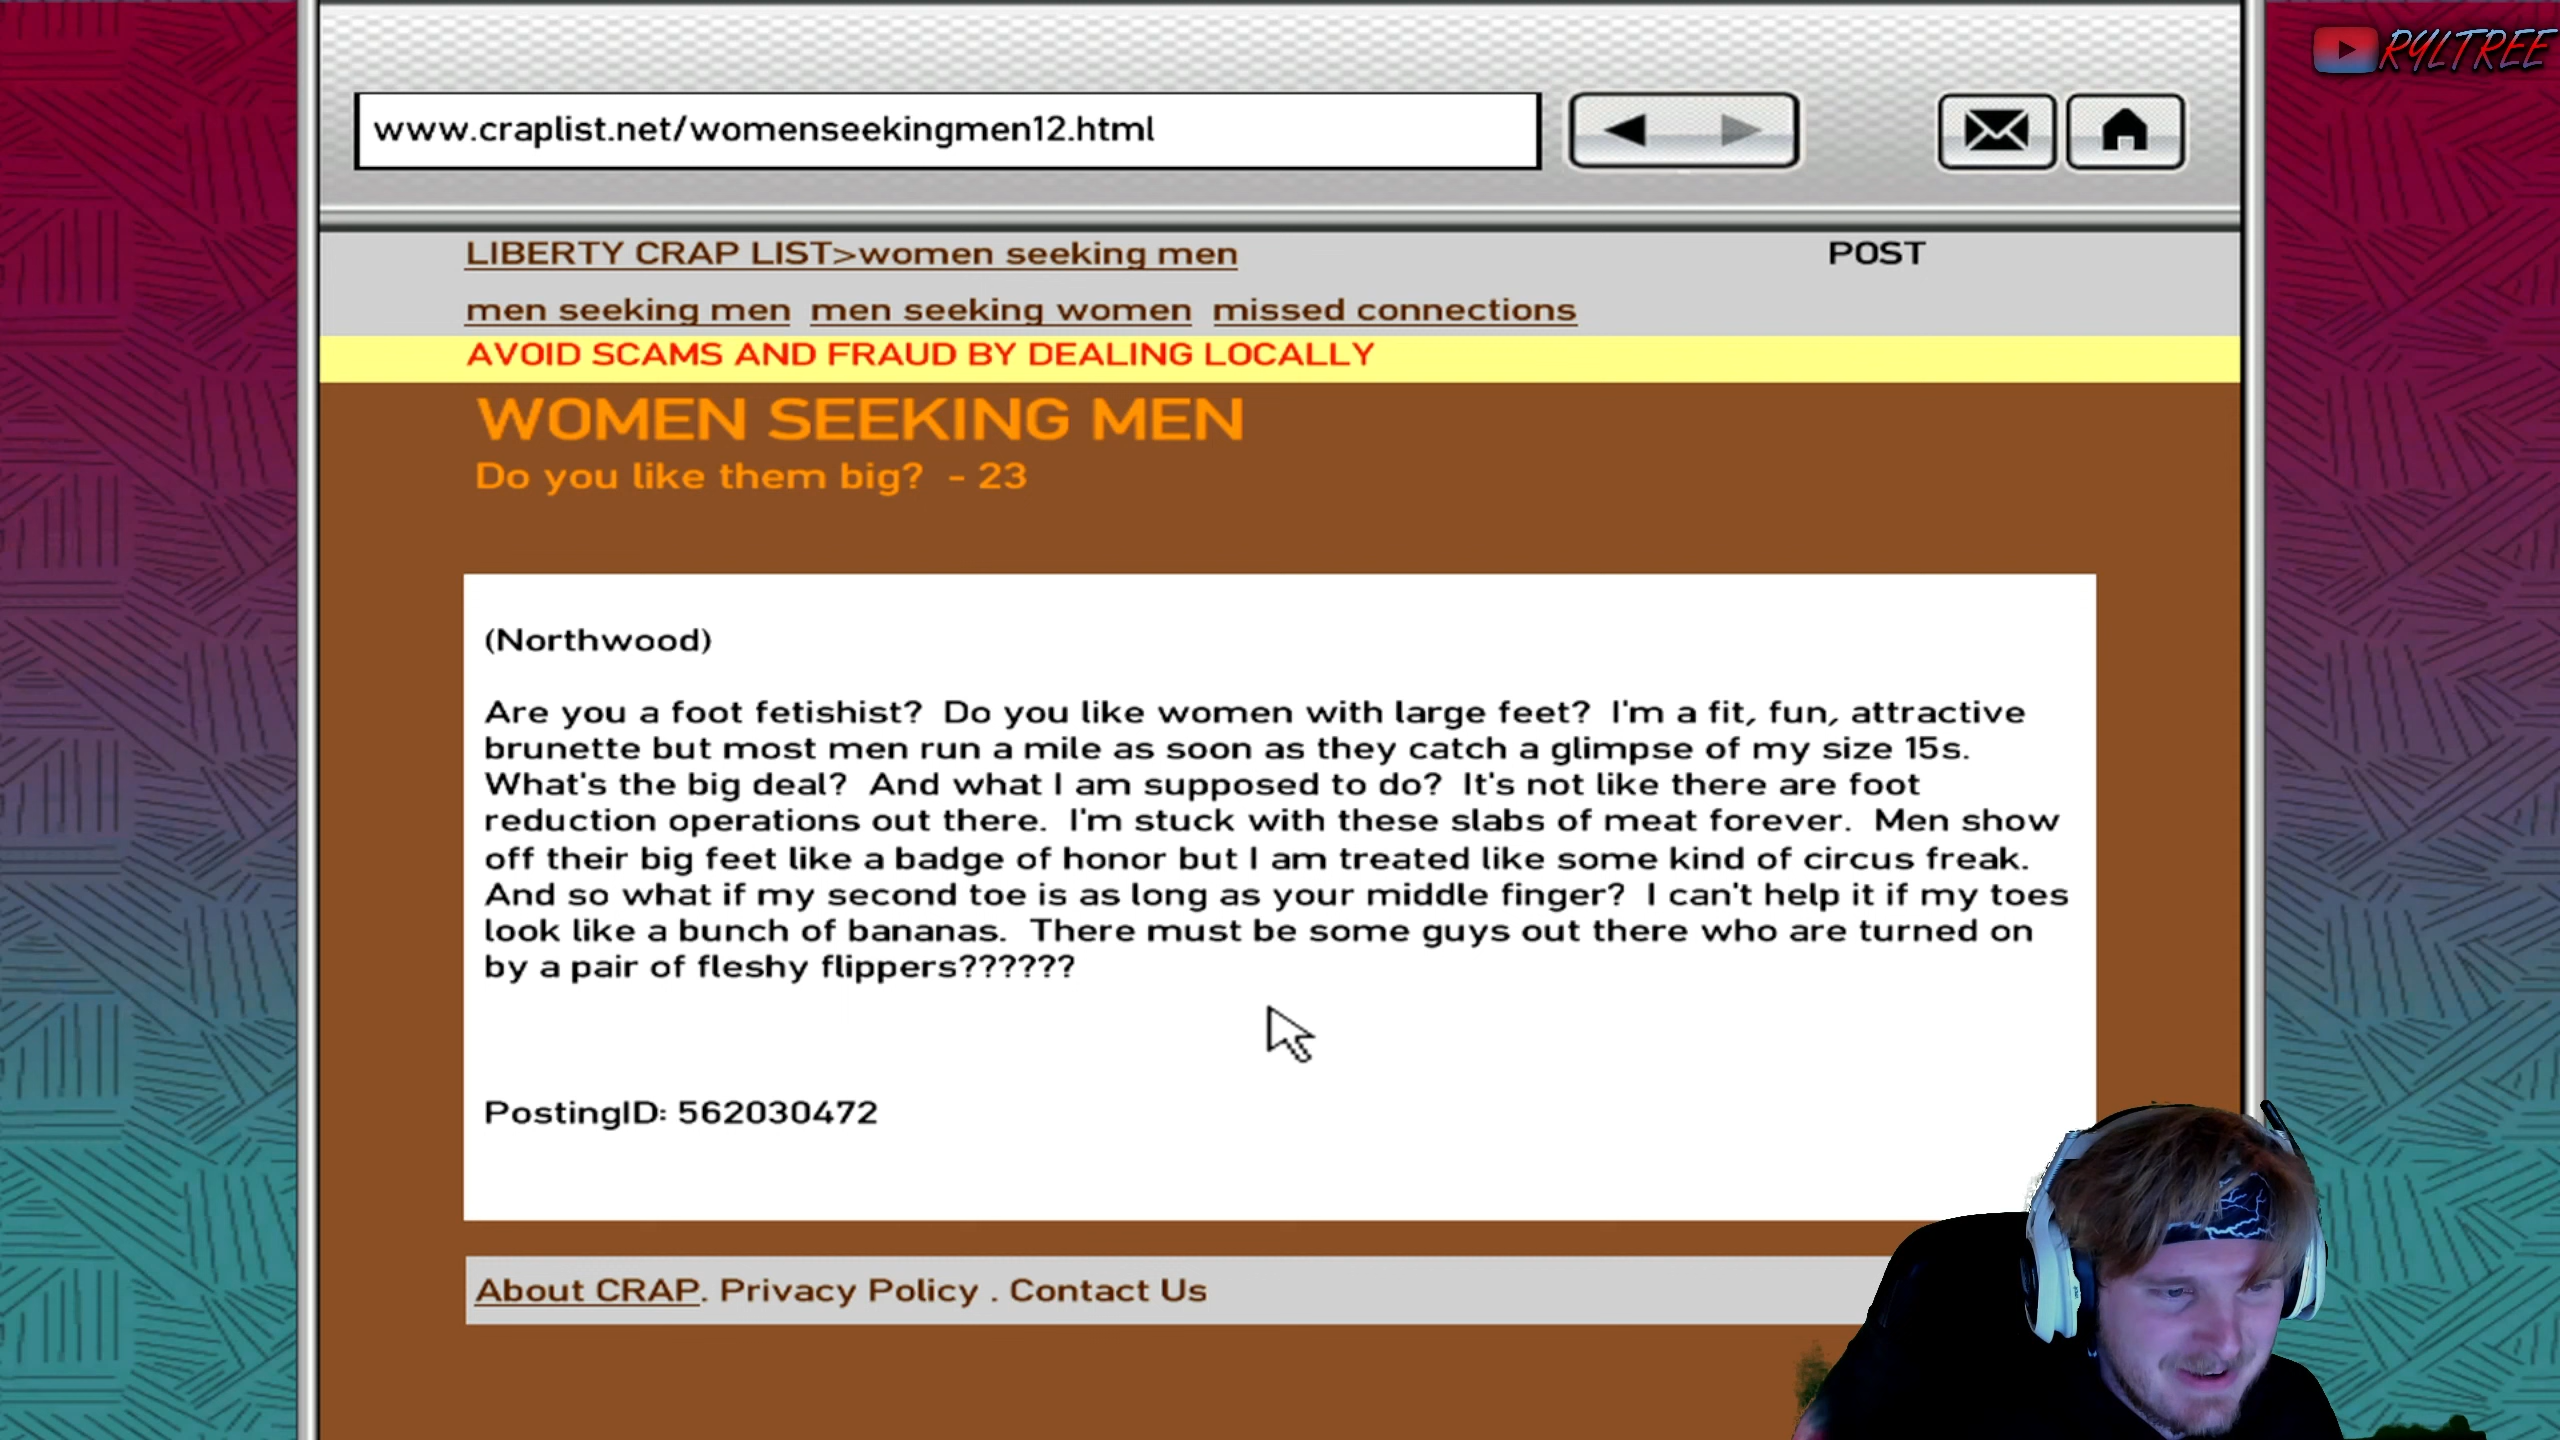 RYLTREE
www.craplist.net/womenseekingmen12.html
LIBERTY CRAP LIST>women seeking men POST
men seeking men men seeking women missed connections
AVOID SCAMS AND FRAUD BY DEALING LOCALLY
WOMEN SEEKING MEN
Do you like them big? - 23
(Northwood)
Are you a foot fetishist? Do you like women with large feet? I'm a fit, fun, attractive
brunette but most men run a mile as soon as they catch a glimpse of my size 15s.
What's the big deal? And what I am supposed to do? It's not like there are foot
reduction operations out there. I'm stuck with these slabs of meat forever. Men show
off their big feet like a badge of honor but I am treated like some kind of circus freak.
And so what if my second toe is as long as your middle finger? I can't help it if my toes
look like a bunch of bananas. There must be some guys out there who are turned on
by a pair of fleshy flippers??????
PostingID: 562030472
About CRAP. Privacy Policy . Contact Us